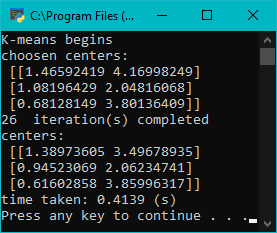 C:\Program Files (...
K-means begins
choosen centers:
[[1.46592419 4.16998249]
[1.08196429 2.04816068]
[0.68128149 3.80136409]]
26 iteration(s) completed
centers:
[[1.38973605 3.49678935]
[0.94523069 2.06234741]
[0.61602858 3.85996317]]
time taken: 0.4139 (s)
Press any key to continue . . .